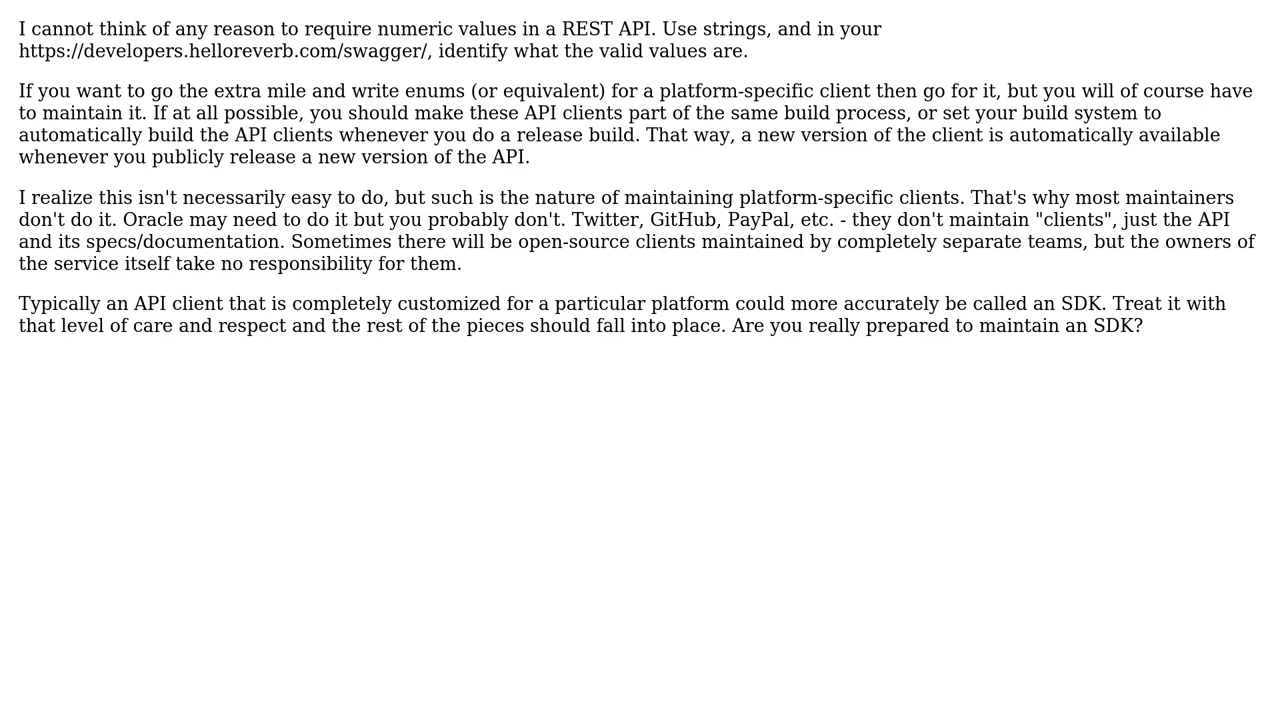 I cannot think of any reason to require numeric values in a REST API. Use strings, and in your
https://developers.helloreverb.com/swagger/, identify what the valid values are.
If you want to go the extra mile and write enums (or equivalent) for a platform-specific client then go for it, but you will of course have
to maintain it. If at all possible, you should make these API clients part of the same build process, or set your build system to
automatically build the API clients whenever you do a release build. That way, a new version of the client is automatically available
whenever you publicly release a new version of the API.
I realize this isn't necessarily easy to do, but such is the nature of maintaining platform-specific clients. That's why most maintainers
don't do it. Oracle may need to do it but you probably don't. Twitter, GitHub, PayPal, etc. - they don't maintain "clients", just the API
and its specs/documentation. Sometimes there will be open-source clients maintained by completely separate teams, but the owners of
the service itself take no responsibility for them.
Typically an API client that is completely customized for a particular platform could more accurately be called an SDK. Treat it with
that level of care and respect and the rest of the pieces should fall into place. Are you really prepared to maintain an SDK?